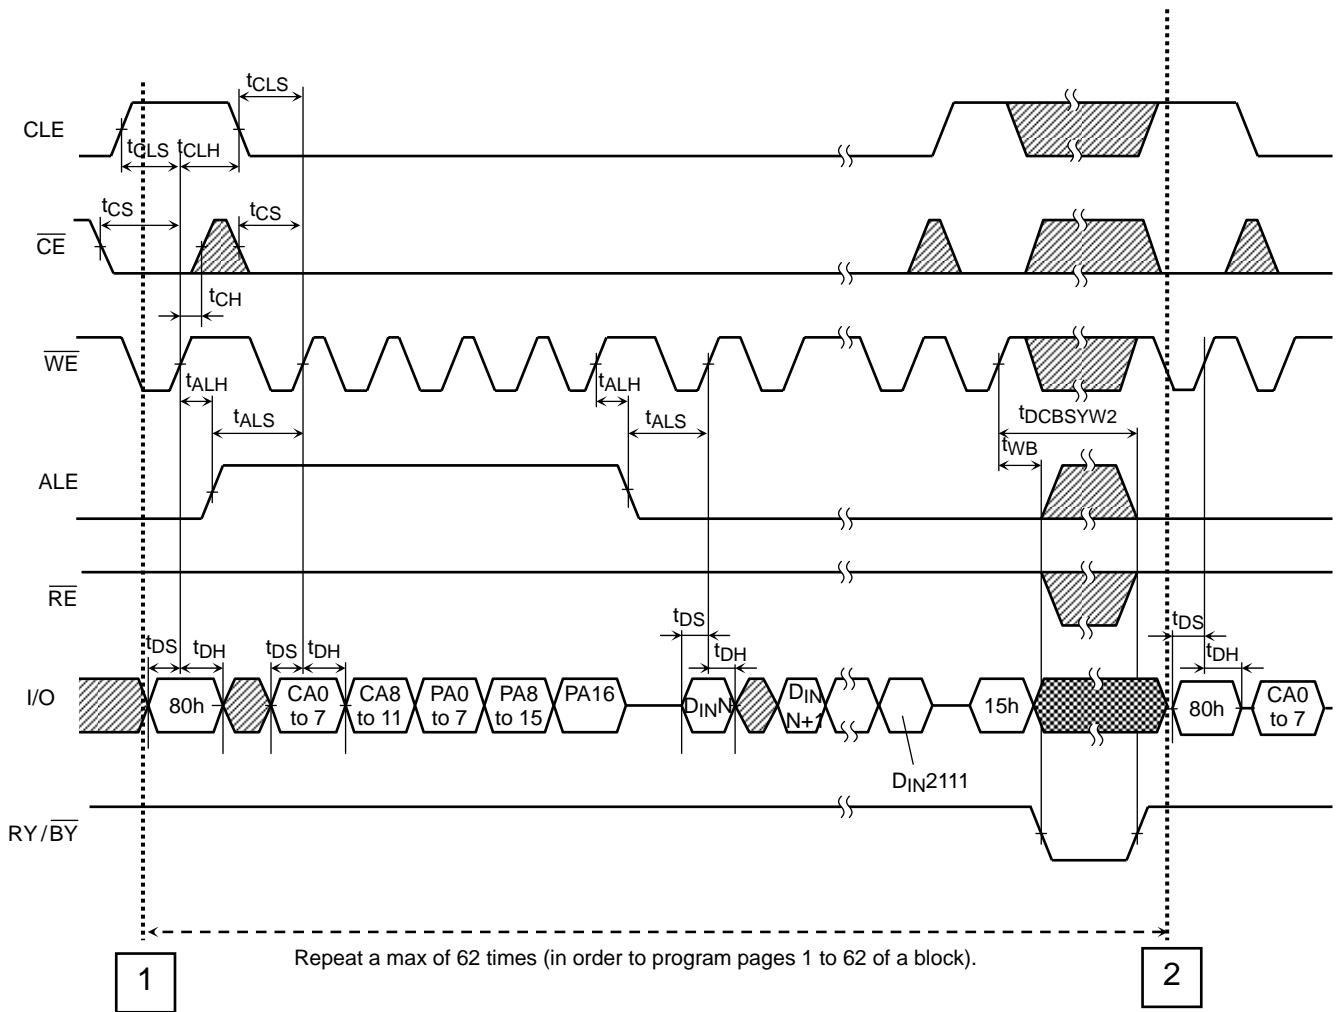 tCLS
CLE
tCLS tCLH
tCS tCS
CE
tCH
WE
tALH tALH
tALS tALS
tDCBSYW2
tWB
ALE
RE
tDS tDH tDS tDH tDS tDH tDS tDH
I/O
80h
CA0 to 7
CA8 to 11
PA0 to 7
PA8 to 15
PA16
DINN
DIN N+1
15h
80h
CA0 to 7
DIN2111
RY/BY
Repeat a max of 62 times (in order to program pages 1 to 62 of a block).
1
2